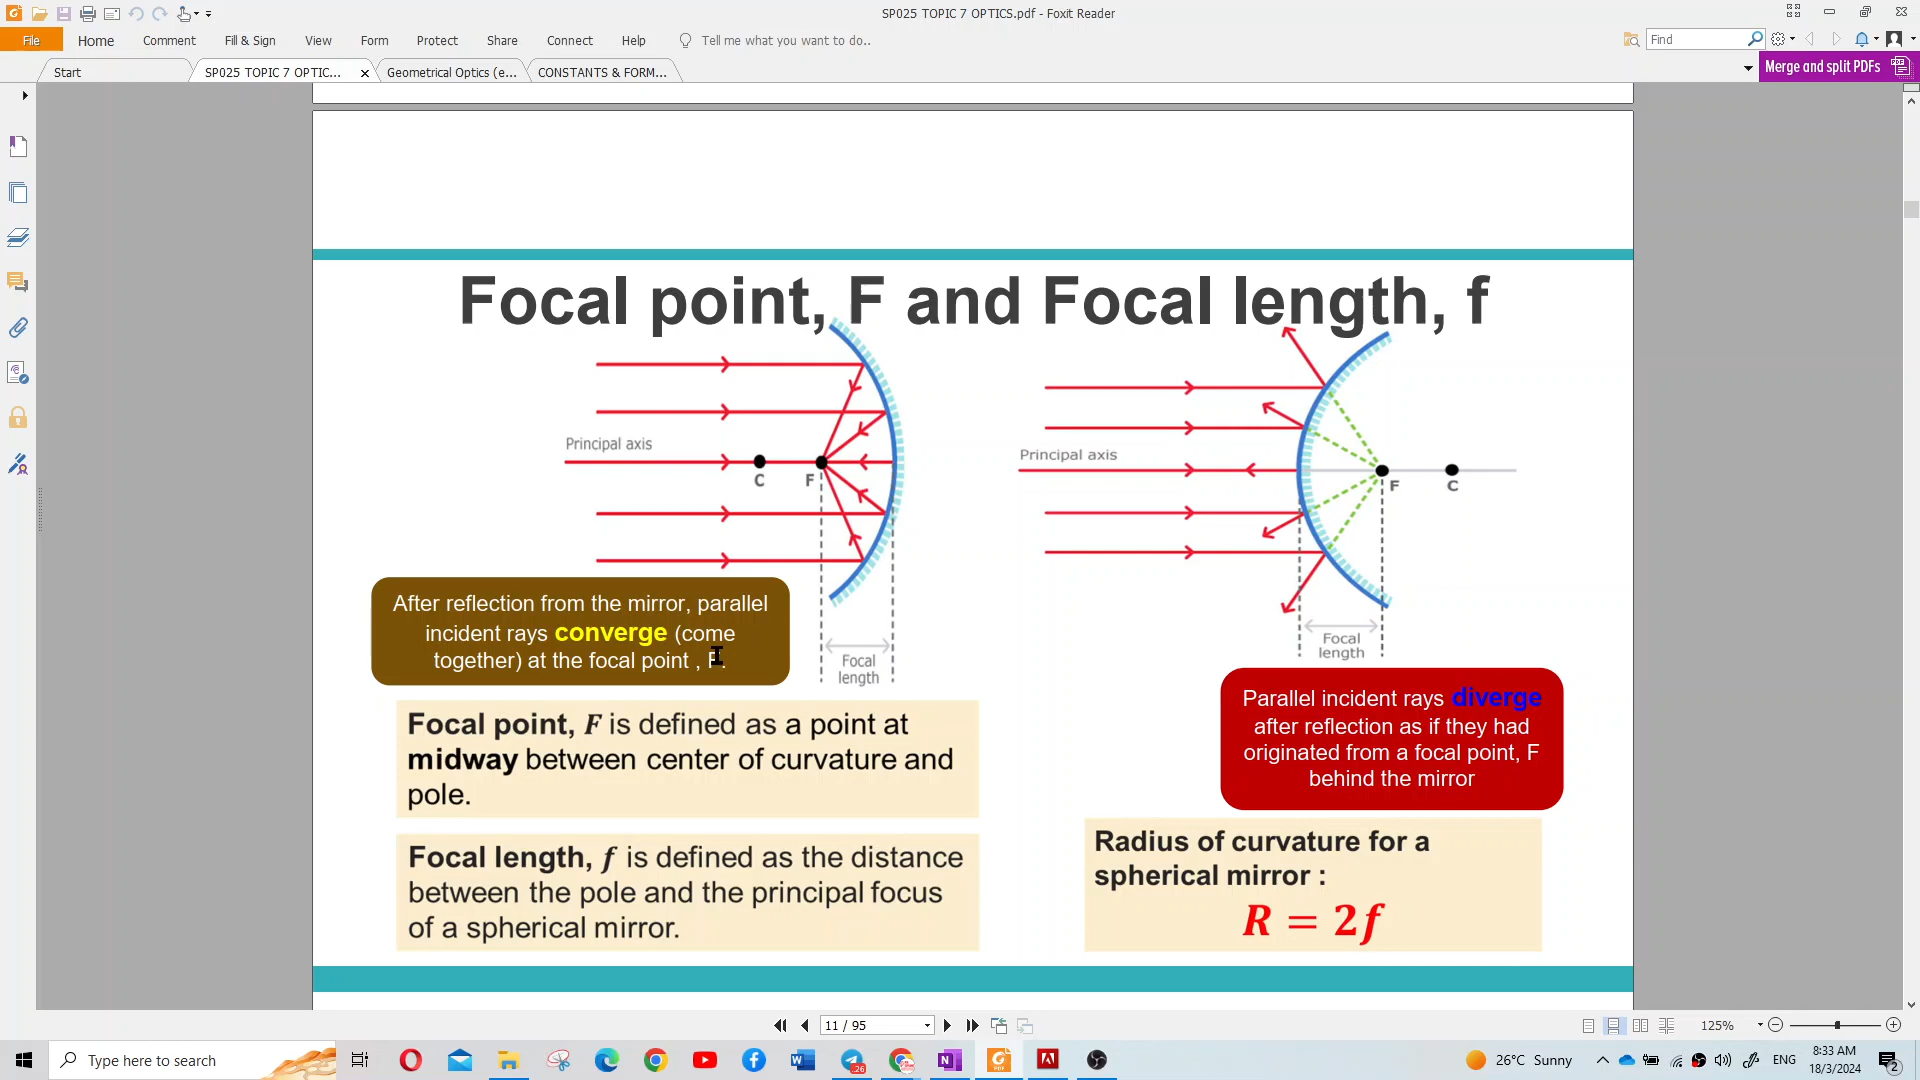 SP025 TOPIC 7 OPTICS.pdf - Foxit Reader
File Home Comment Fill & Sign View Form Protect Share Connect Help Tell me what you want to do.. Find
Start SP025 TOPIC 7 OPTIC... Geometrical Optics (e... CONSTANTS & FORM... Merge and split PDFs
Focal point, F and Focal length, f
Principal axis
C F
Focal
length
Principal axis
F C
Focal
length
After reflection from the mirror, parallel
incident rays converge (come
together) at the focal point , F.
Parallel incident rays diverge
after reflection as if they had
originated from a focal point, F
behind the mirror
Focal point, F is defined as a point at
midway between center of curvature and
pole.
Focal length, f is defined as the distance
between the pole and the principal focus
of a spherical mirror.
Radius of curvature for a
spherical mirror :
R = 2f
11 / 95
125%
Type here to search
26
26°C Sunny
ENG
8:33 AM
18/3/2024
2